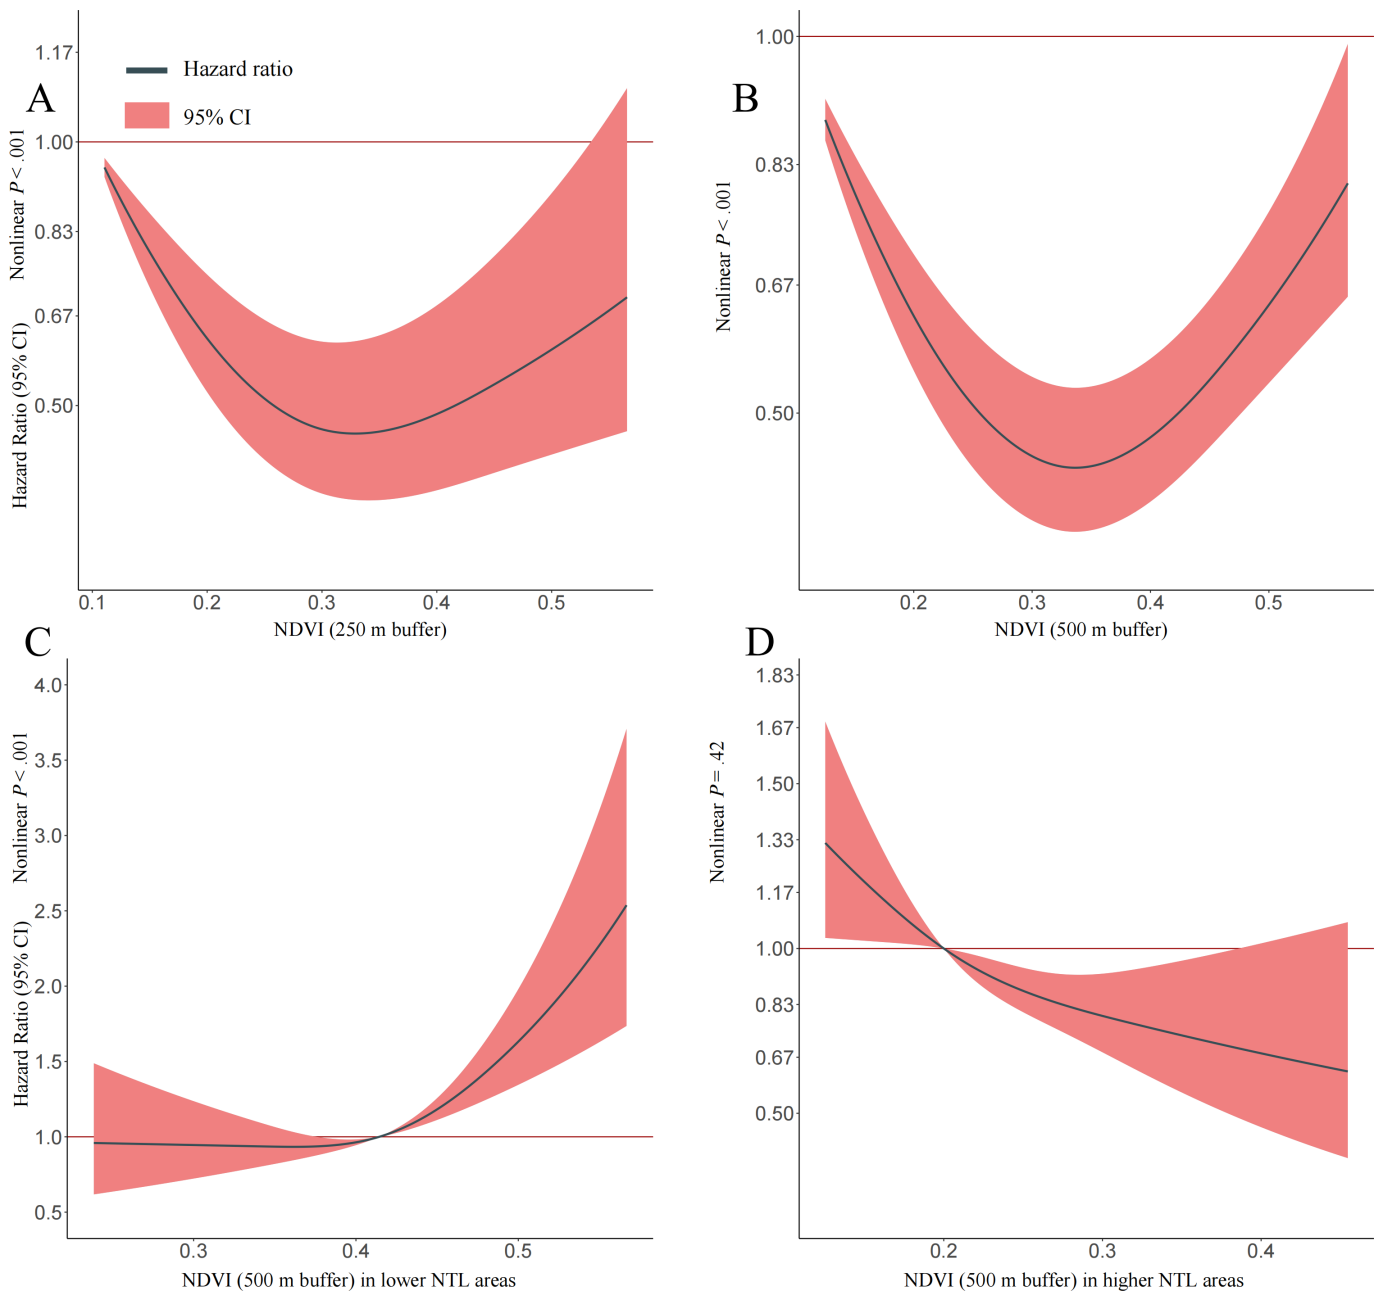 A
Hazard ratio
95% CI
Hazard Ratio (95% CI)
Nonlinear P < .001
1.17
1.00
0.83
0.67
0.50
0.1 0.2 0.3 0.4 0.5
NDVI (250 m buffer)
B
Nonlinear P < .001
1.00
0.83
0.67
0.50
0.2 0.3 0.4 0.5
NDVI (500 m buffer)
C
Hazard Ratio (95% CI)
Nonlinear P < .001
4.0
3.5
3.0
2.5
2.0
1.5
1.0
0.5
0.3 0.4 0.5
NDVI (500 m buffer) in lower NTL areas
D
Nonlinear P = .42
1.83
1.67
1.50
1.33
1.17
1.00
0.83
0.67
0.50
0.2 0.3 0.4
NDVI (500 m buffer) in higher NTL areas